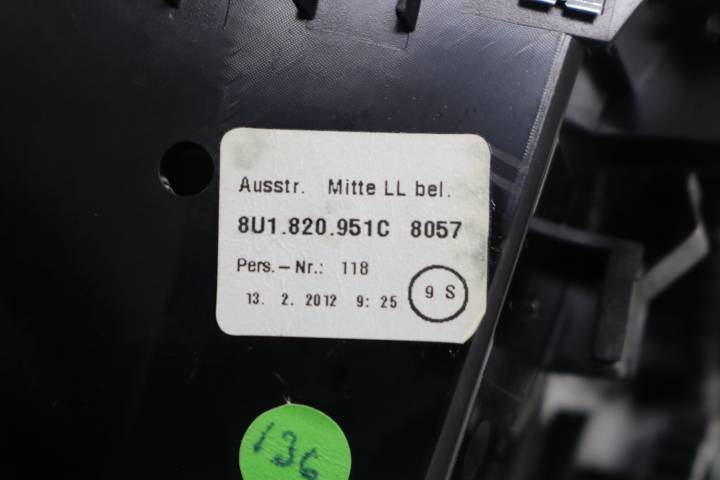 Ausstr. Mitte LL bel.
8U1.820.951C 8057
Pers.-Nr.: 118
13. 2. 2012 9: 25
9 S
136